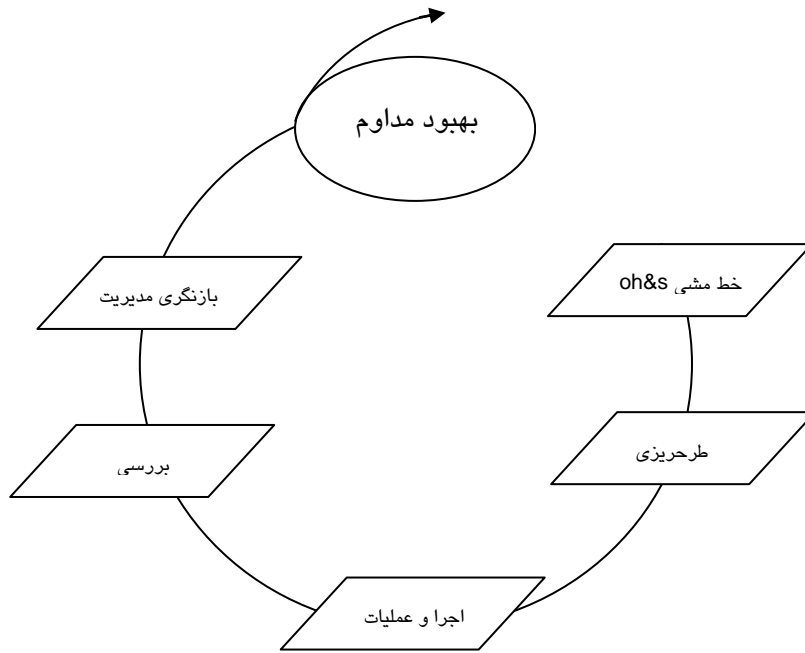 بهبود مداوم
خط مشی oh&s
بازنگری مدیریت
طرحریزی
بررسی
اجرا و عملیات